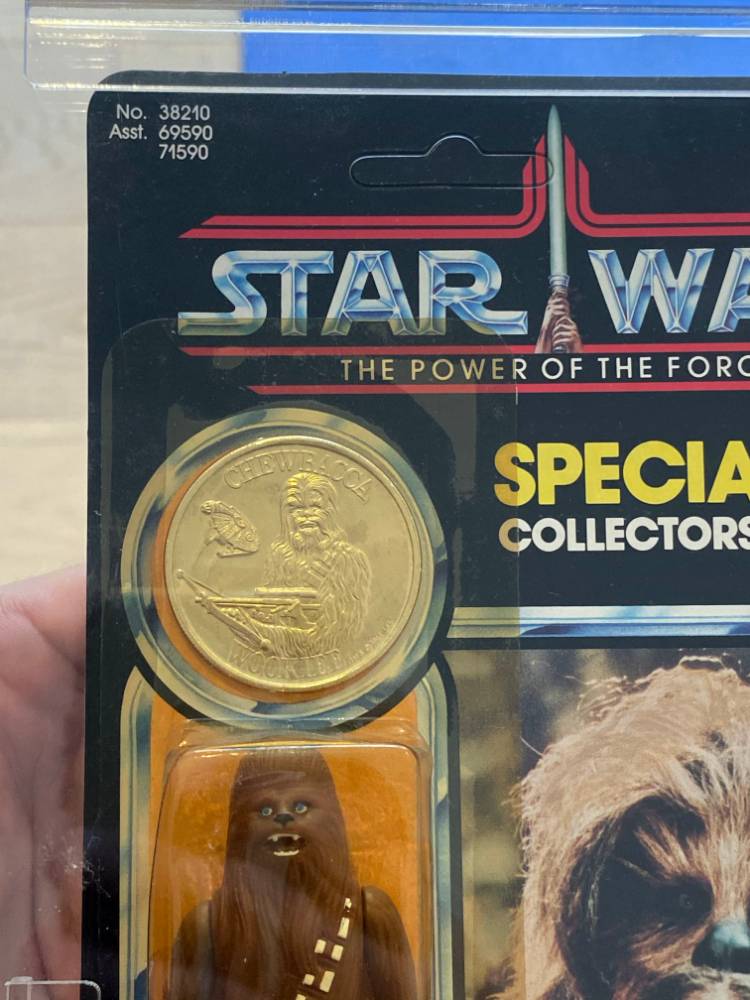 No. 38210
Asst. 69590
71590
STAR WA
THE POWER OF THE FORC
SPECIA
COLLECTORS
CHEWBACCA
WOOKIEE